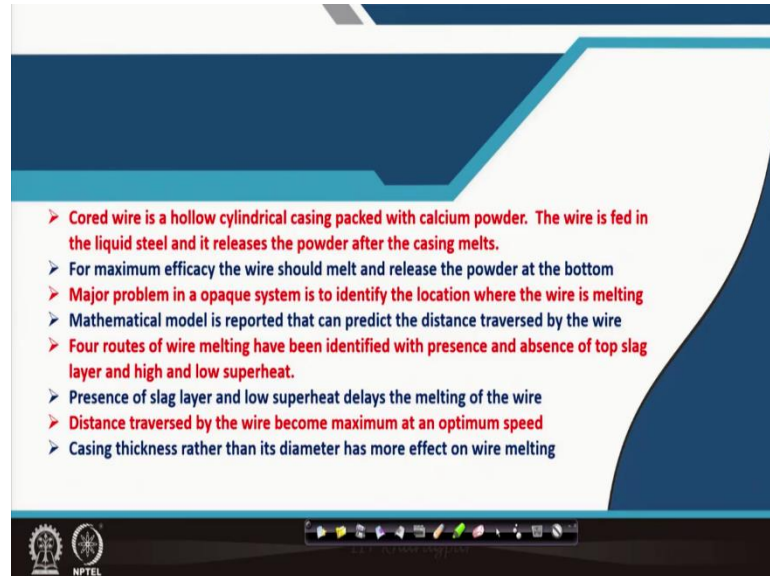 ➤ Cored wire is a hollow cylindrical casing packed with calcium powder. The wire is fed in
the liquid steel and it releases the powder after the casing melts.
➤ For maximum efficacy the wire should melt and release the powder at the bottom
➤ Major problem in a opaque system is to identify the location where the wire is melting
➤ Mathematical model is reported that can predict the distance traversed by the wire
➤ Four routes of wire melting have been identified with presence and absence of top slag
layer and high and low superheat.
➤ Presence of slag layer and low superheat delays the melting of the wire
➤ Distance traversed by the wire become maximum at an optimum speed
➤ Casing thickness rather than its diameter has more effect on wire melting
IIT Kharagpur
NPTEL